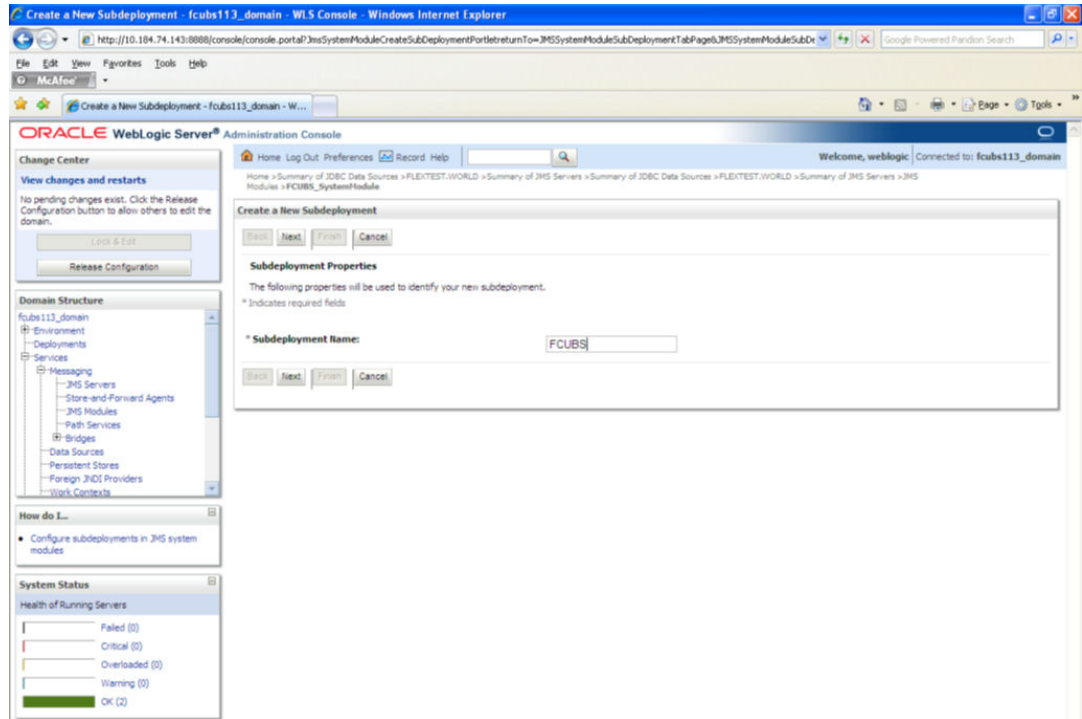 Create a New Subdeployment - fcubs113_domain - WLS Console - Windows Internet Explorer
http://10.184.74.143:8888/console/console.portal?JmsSystemModuleCreateSubDeploymentPortletreturnTo=JMSSystemModuleSubDeploymentTabPage&JMSSystemModuleSubDe
Google Powered Pandion Search
File Edit View Favorites Tools Help
McAfee
Create a New Subdeployment - fcubs113_domain - W...
Page Tools
ORACLE WebLogic Server® Administration Console
Change Center
View changes and restarts
No pending changes exist. Click the Release
Configuration button to allow others to edit the
domain.
Lock & Edit
Release Configuration
Domain Structure
fcubs113_domain
Environment
Deployments
Services
Messaging
JMS Servers
Store-and-Forward Agents
JMS Modules
Path Services
Bridges
Data Sources
Persistent Stores
Foreign JNDI Providers
Work Contexts
How do I...
Configure subdeployments in JMS system
modules
System Status
Health of Running Servers
Failed (0)
Critical (0)
Overloaded (0)
Warning (0)
OK (2)
Home Log Out Preferences Record Help
Welcome, weblogic Connected to: fcubs113_domain
Home >Summary of JDBC Data Sources >FLEXTEST.WORLD >Summary of JMS Servers >Summary of JDBC Data Sources >FLEXTEST.WORLD >Summary of JMS Servers >JMS
Modules >FCUBS_SystemModule
Create a New Subdeployment
Back Next Finish Cancel
Subdeployment Properties
The following properties will be used to identify your new subdeployment.
* Indicates required fields
* Subdeployment Name: FCUBS
Back Next Finish Cancel